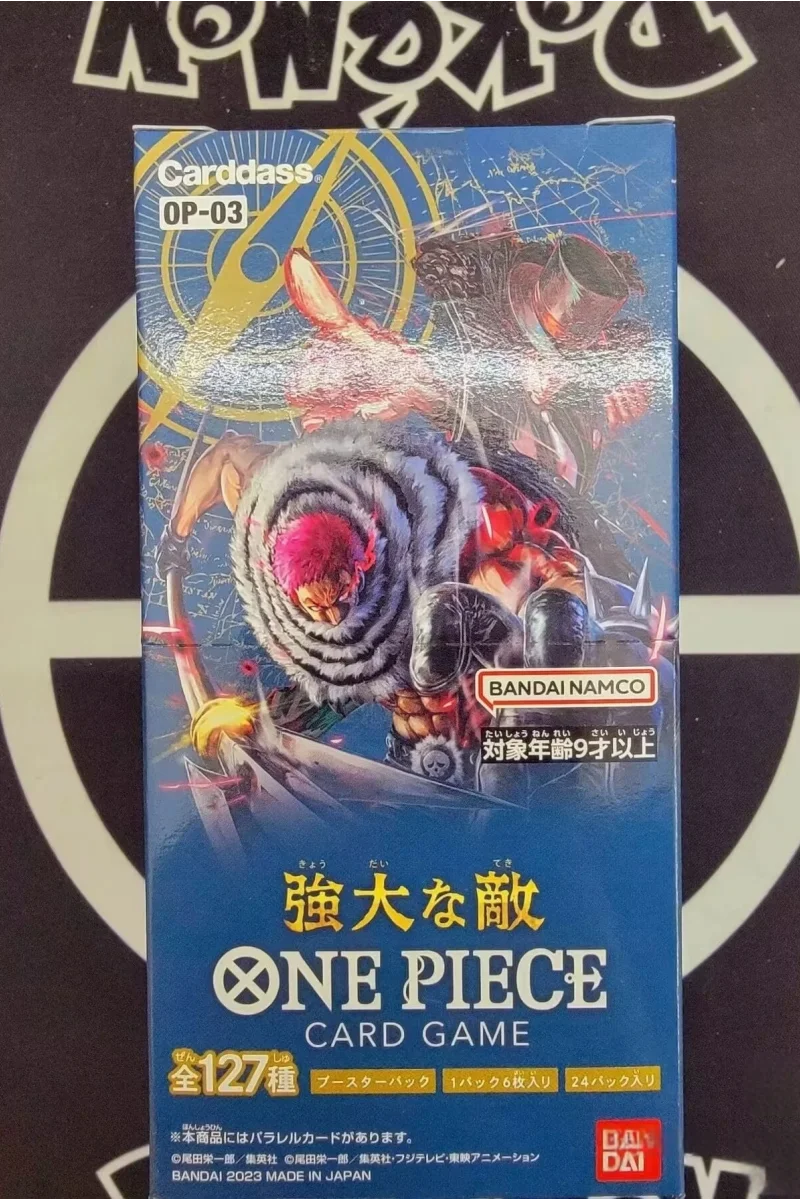 POKéMON
Carddass®
OP-03
BANDAI NAMCO
たいしょうねんれい さいいじょう
対象年齢9才以上
きょう だい てき
強大な敵
ONE PIECE
CARD GAME
ぜん しゅ
全127種
ブースターパック
まい い
1パック6枚入り
い
24パック入り
ほんしょうひん
※本商品にはパラレルカードがあります。
©尾田栄一郎／集英社 ©尾田栄一郎／集英社・フジテレビ・東映アニメーション
BANDAI 2023 MADE IN JAPAN
BAN
DAI